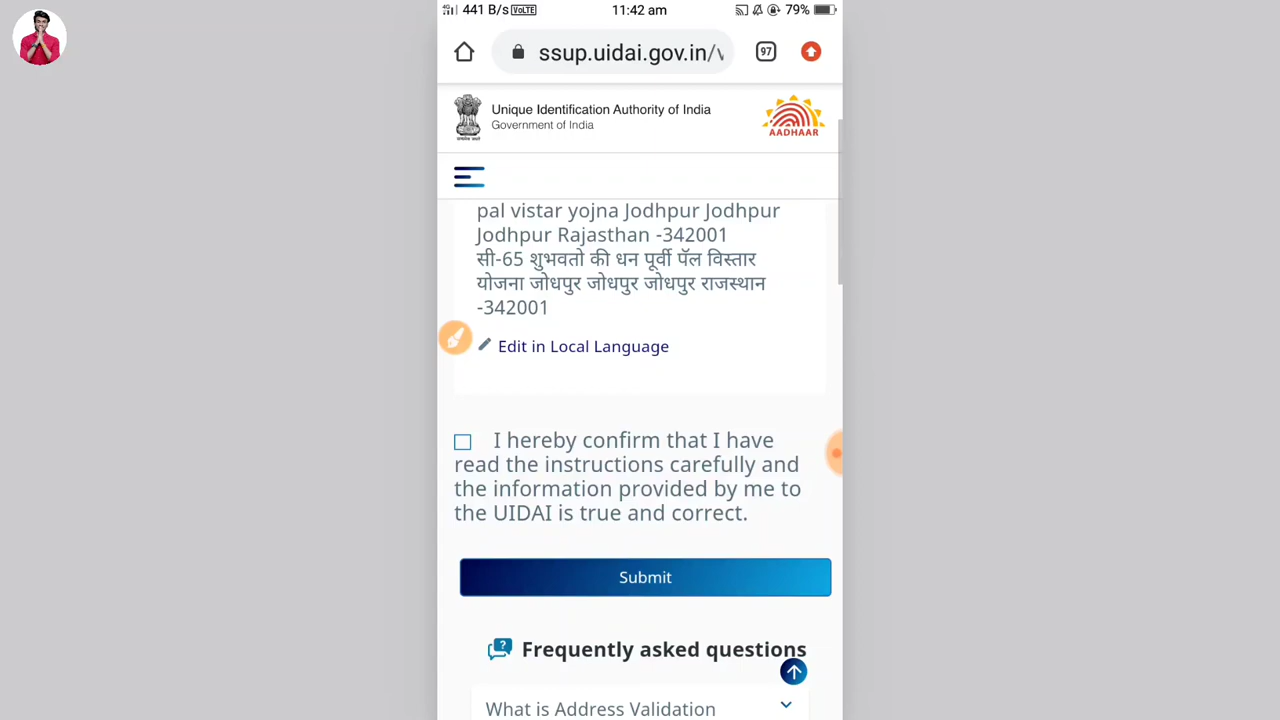 441 B/s VoLTE 11:42 am 79%
ssup.uidai.gov.in/v 97
Unique Identification Authority of India
Government of India
AADHAAR
pal vistar yojna Jodhpur Jodhpur
Jodhpur Rajasthan -342001
सी-65 शुभवतो की धन पूर्वी पॅल विस्तार
योजना जोधपुर जोधपुर जोधपुर राजस्थान
-342001
Edit in Local Language
I hereby confirm that I have
read the instructions carefully and
the information provided by me to
the UIDAI is true and correct.
Submit
Frequently asked questions
What is Address Validation